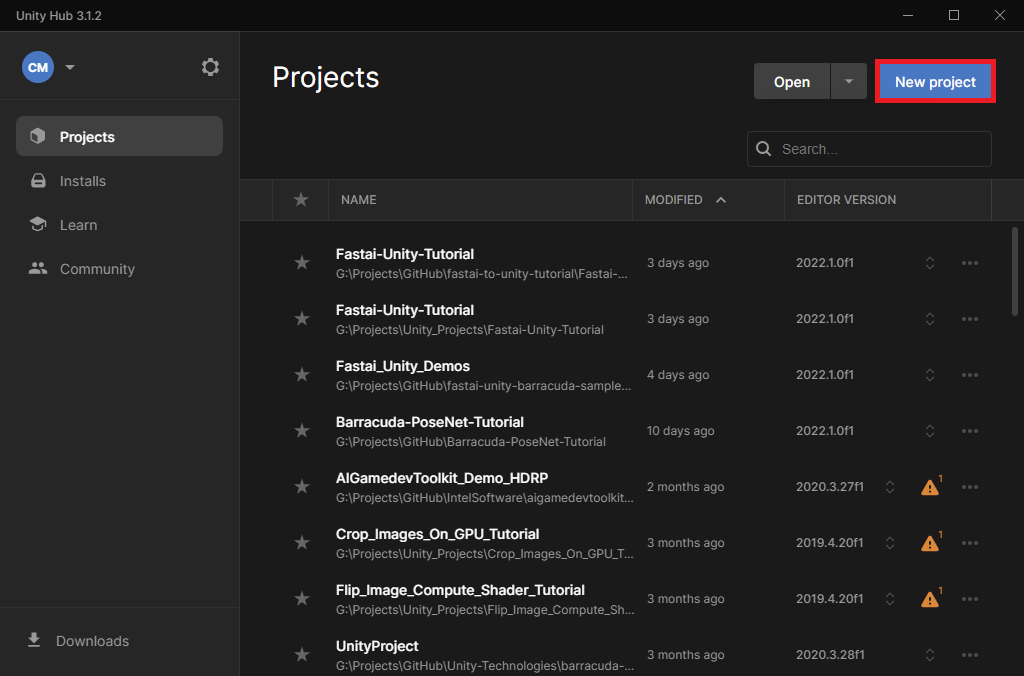 Unity Hub 3.1.2
CM
Projects
Installs
Learn
Community
Downloads
Projects
Open
New project
Search...
NAME
MODIFIED
EDITOR VERSION
Fastai-Unity-Tutorial
G:\Projects\GitHub\fastai-to-unity-tutorial\Fastai-...
3 days ago
2022.1.0f1
Fastai-Unity-Tutorial
G:\Projects\Unity_Projects\Fastai-Unity-Tutorial
3 days ago
2022.1.0f1
Fastai_Unity_Demos
G:\Projects\GitHub\fastai-unity-barracuda-sample...
4 days ago
2022.1.0f1
Barracuda-PoseNet-Tutorial
G:\Projects\GitHub\Barracuda-PoseNet-Tutorial
10 days ago
2022.1.0f1
AIGamedevToolkit_Demo_HDRP
G:\Projects\GitHub\IntelSoftware\aigamedevtoolkit...
2 months ago
2020.3.27f1
1
Crop_Images_On_GPU_Tutorial
G:\Projects\Unity_Projects\Crop_Images_On_GPU_T...
3 months ago
2019.4.20f1
1
Flip_Image_Compute_Shader_Tutorial
G:\Projects\Unity_Projects\Flip_Image_Compute_Sh...
3 months ago
2019.4.20f1
1
UnityProject
G:\Projects\GitHub\Unity-Technologies\barracuda-...
3 months ago
2020.3.28f1